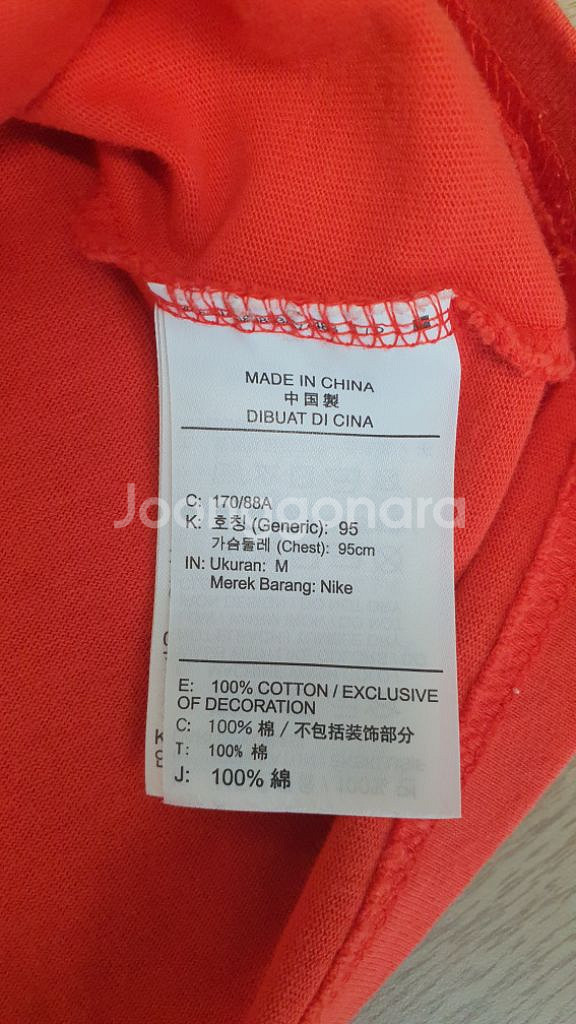 MADE IN CHINA
中国製
DIBUAT DI CINA
C: 170/88A
Joonggonara
K: 호칭 (Generic): 95
가슴둘레 (Chest): 95cm
IN: Ukuran: M
Merek Barang: Nike
E: 100% COTTON / EXCLUSIVE
OF DECORATION
C: 100% 棉 / 不包括装饰部分
T: 100% 棉
J: 100% 綿